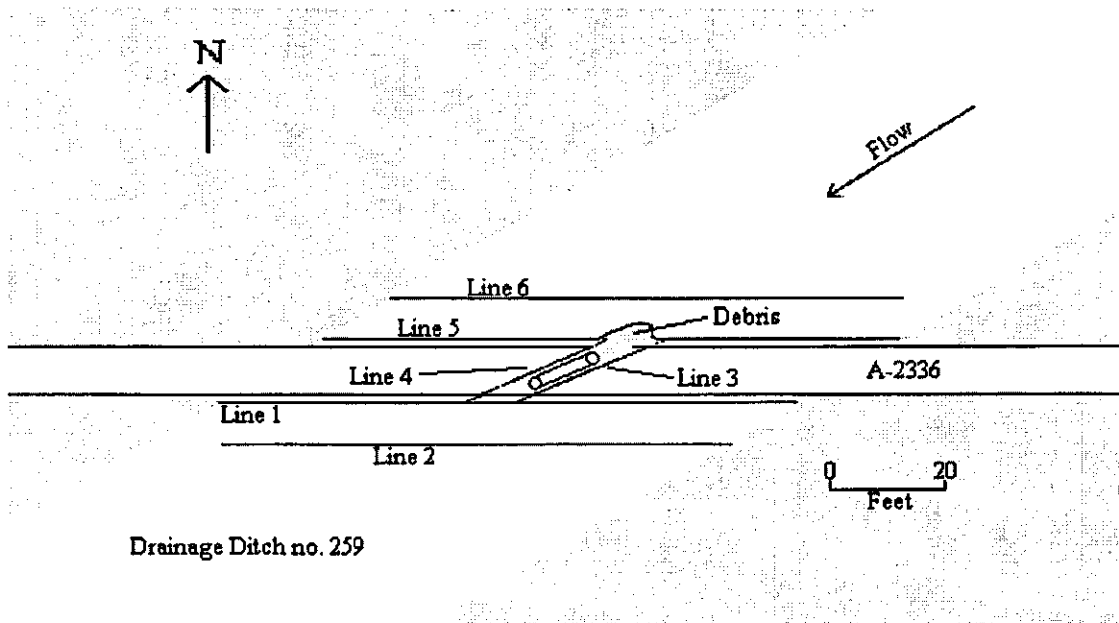 N
Flow
Line 6
Debris
Line 5
A-2336
Line 4
Line 3
Line 1
Line 2
0 20
Feet
Drainage Ditch no. 259